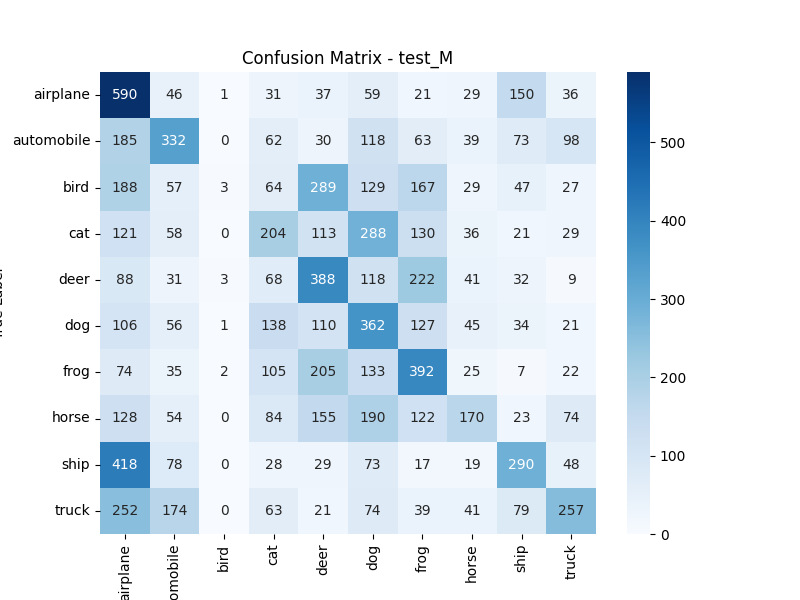 Confusion Matrix - test_M
airplane 590 46 1 31 37 59 21 29 150 36
automobile 185 332 0 62 30 118 63 39 73 98
bird 188 57 3 64 289 129 167 29 47 27
cat 121 58 0 204 113 288 130 36 21 29
deer 88 31 3 68 388 118 222 41 32 9
dog 106 56 1 138 110 362 127 45 34 21
frog 74 35 2 105 205 133 392 25 7 22
horse 128 54 0 84 155 190 122 170 23 74
ship 418 78 0 28 29 73 17 19 290 48
truck 252 174 0 63 21 74 39 41 79 257
airplane omobile bird cat deer dog frog horse ship truck
500
400
300
200
100
0